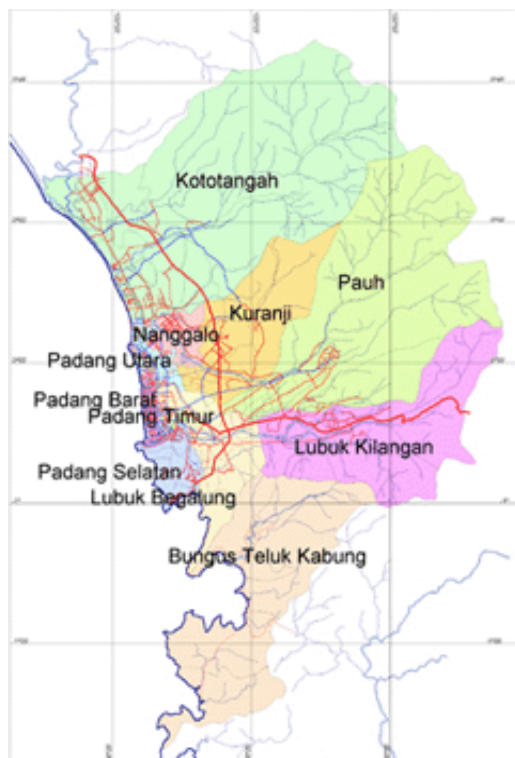 Kototangah
Pauh
Kuranji
Nanggalo
Padang Utara
Padang Barat
Padang Timur
Lubuk Kilangan
Padang Selatan
Lubuk Begalung
Bungus Teluk Kabung